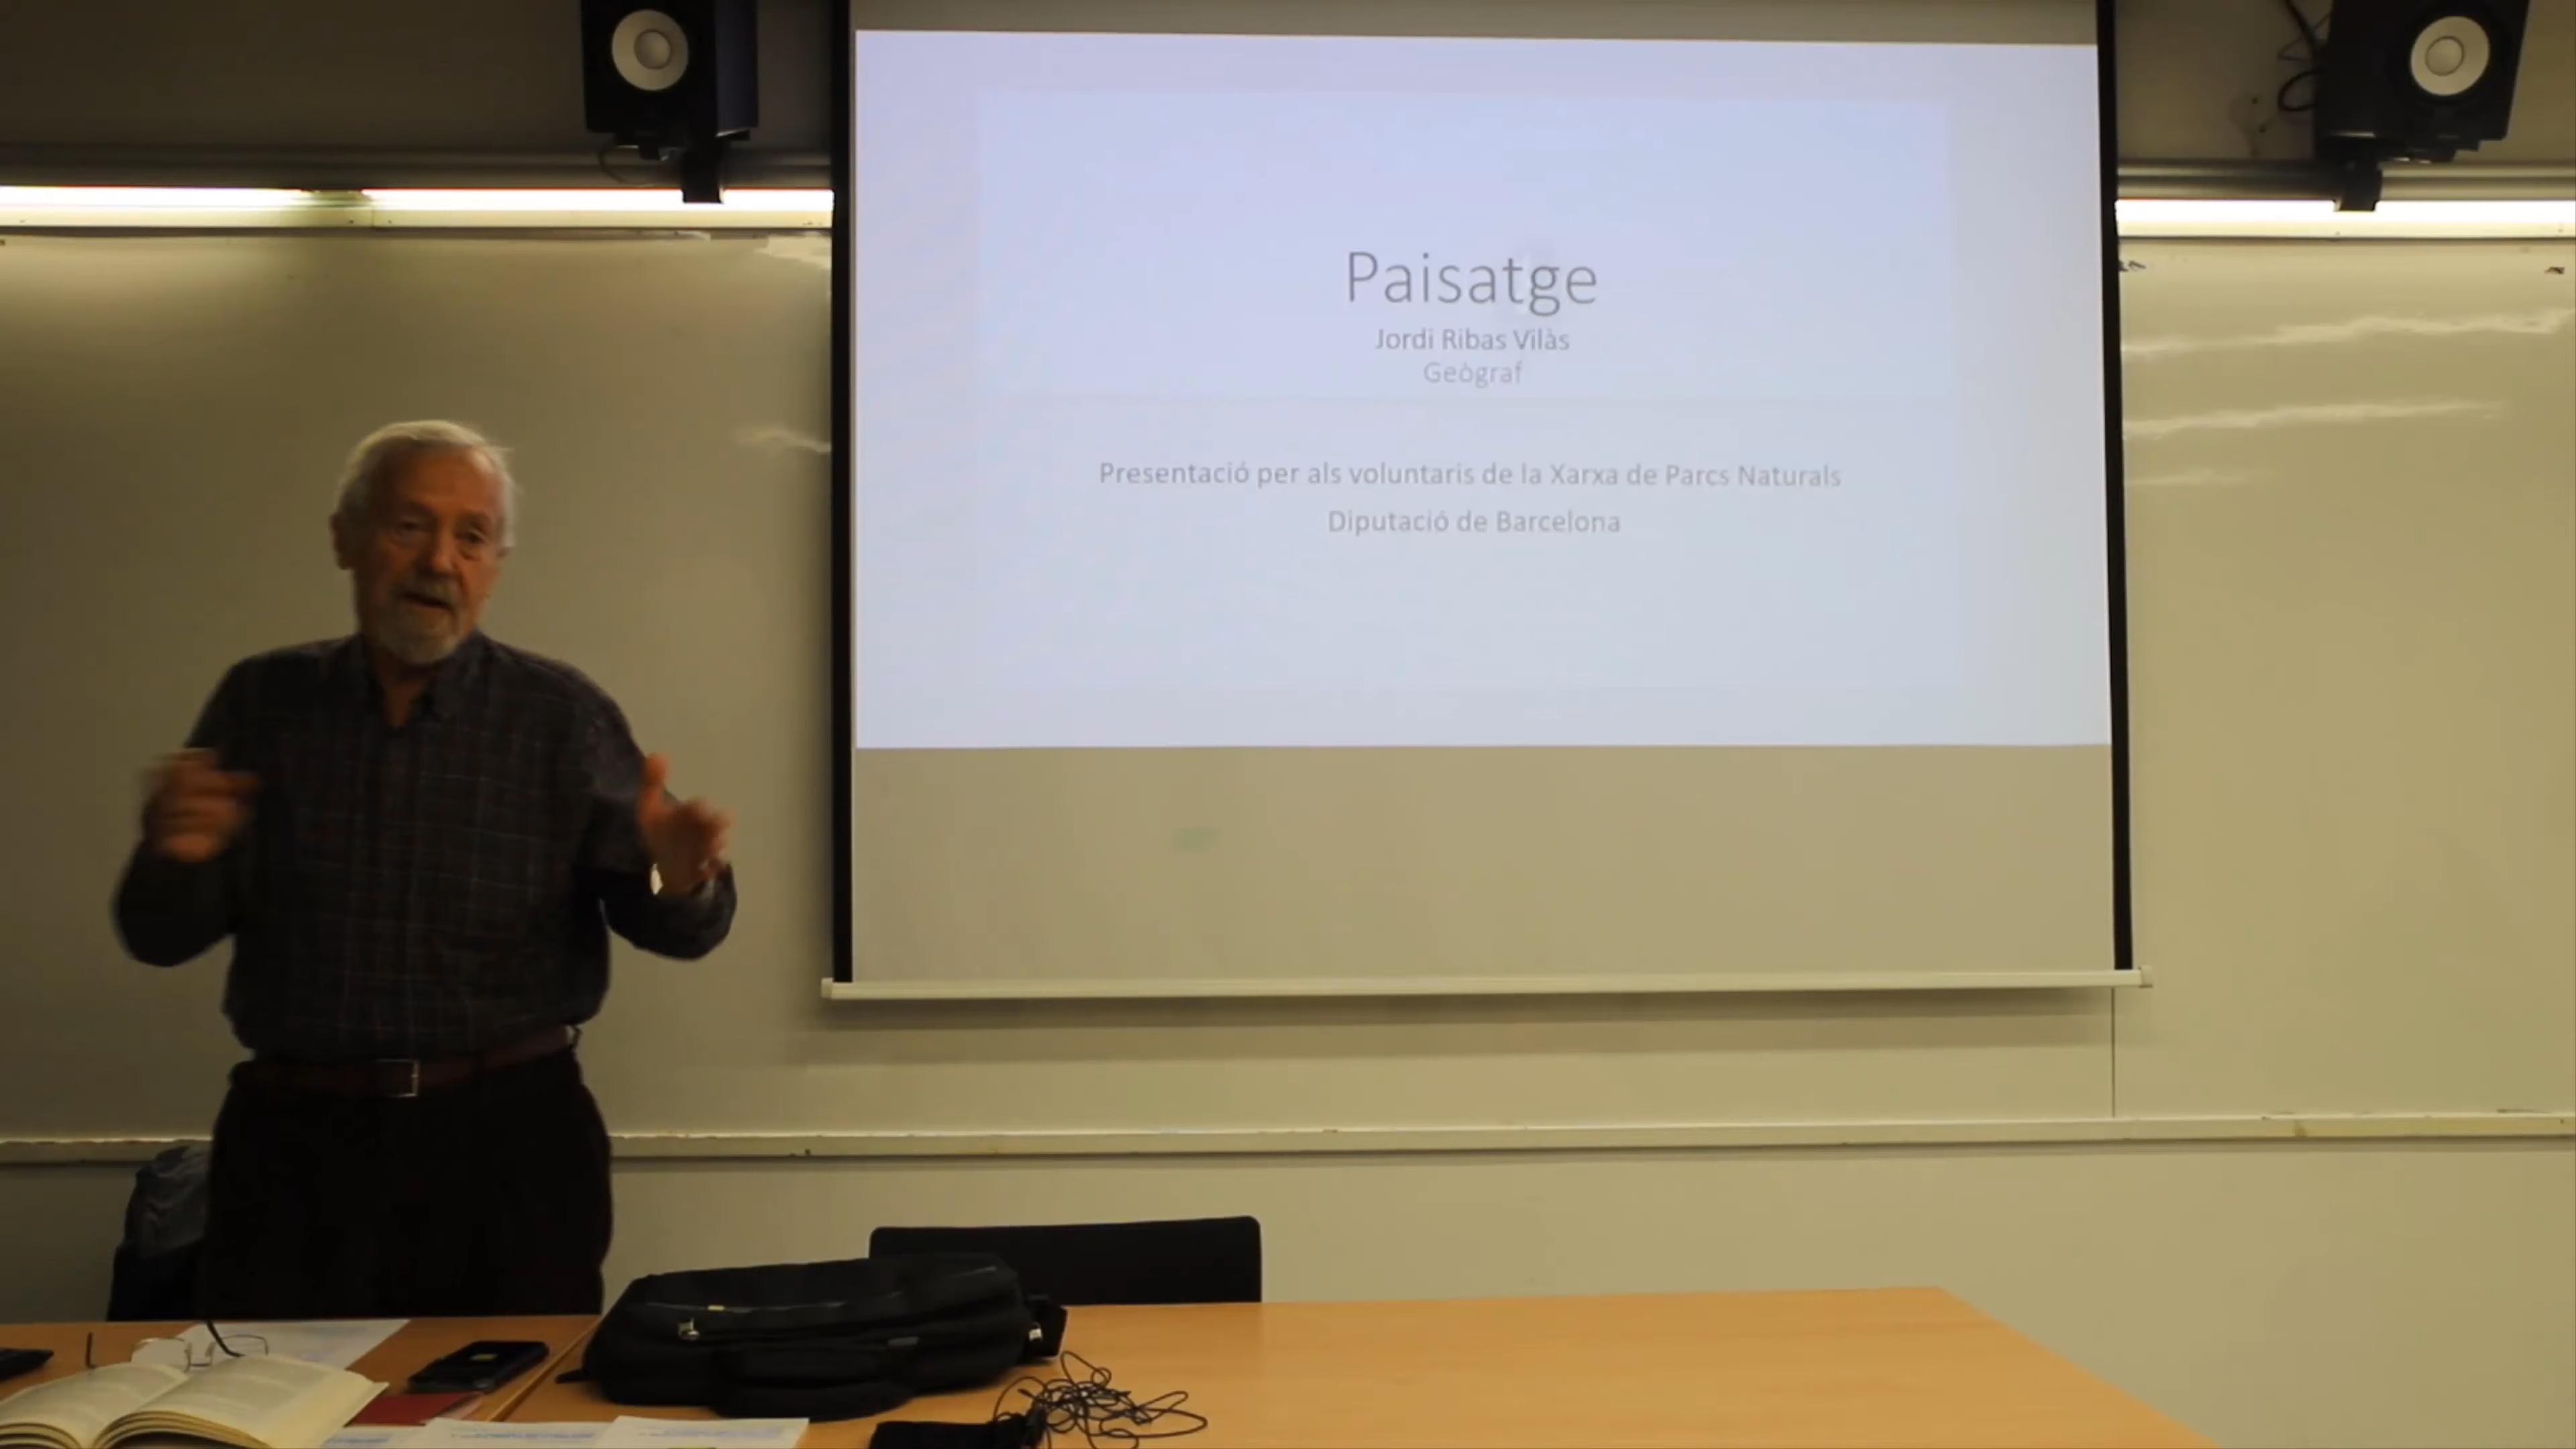 Paisatge
Jordi Ribas Vilàs
Geògraf
Presentació per als voluntaris de la Xarxa de Parcs Naturals
Diputació de Barcelona